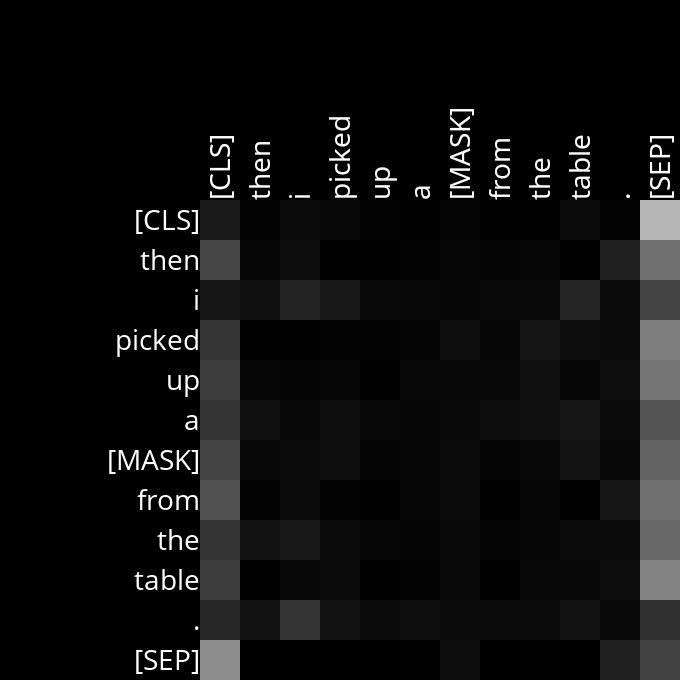 [CLS] then i picked up a [MASK] from the table . [SEP]
[CLS]
then
i
picked
up
a
[MASK]
from
the
table
.
[SEP]